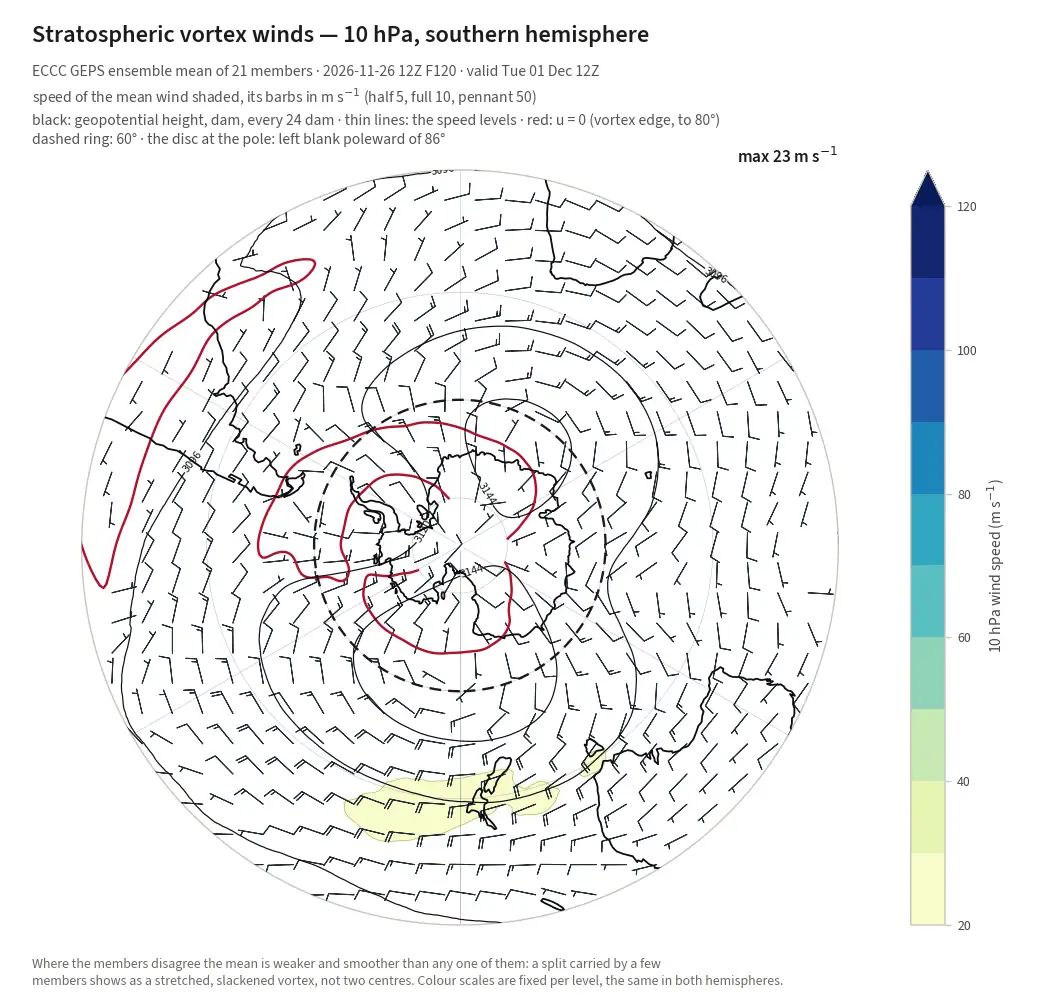 Stratospheric vortex winds — 10 hPa, southern hemisphere
ECCC GEPS ensemble mean of 21 members · 2026-11-26 12Z F120 · valid Tue 01 Dec 12Z
speed of the mean wind shaded, its barbs in m s⁻¹ (half 5, full 10, pennant 50)
black: geopotential height, dam, every 24 dam · thin lines: the speed levels · red: u = 0 (vortex edge, to 80°)
dashed ring: 60° · the disc at the pole: left blank poleward of 86°
max 23 m s⁻¹
3096
3096
3096
3144
3144
120
100
80
60
40
20
10 hPa wind speed (m s⁻¹)
Where the members disagree the mean is weaker and smoother than any one of them: a split carried by a few
members shows as a stretched, slackened vortex, not two centres. Colour scales are fixed per level, the same in both hemispheres.